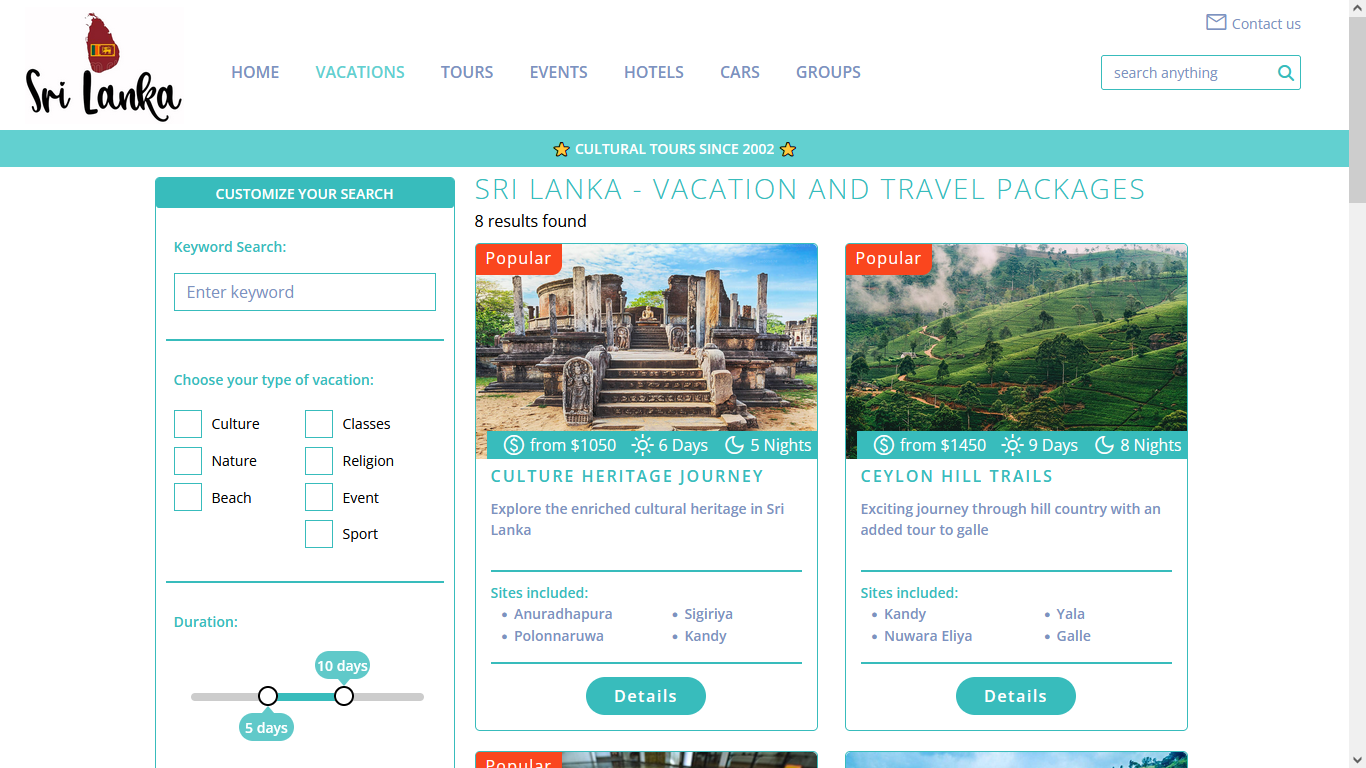 Contact us
Sri Lanka
HOME VACATIONS TOURS EVENTS HOTELS CARS GROUPS
search anything
CULTURAL TOURS SINCE 2002
CUSTOMIZE YOUR SEARCH
Keyword Search:
Enter keyword
Choose your type of vacation:
Culture Classes
Nature Religion
Beach Event
Sport
Duration:
10 days
5 days
SRI LANKA - VACATION AND TRAVEL PACKAGES
8 results found
Popular
from $1050 6 Days 5 Nights
CULTURE HERITAGE JOURNEY
Explore the enriched cultural heritage in Sri
Lanka
Sites included:
• Anuradhapura • Sigiriya
• Polonnaruwa • Kandy
Details
Popular
from $1450 9 Days 8 Nights
CEYLON HILL TRAILS
Exciting journey through hill country with an
added tour to galle
Sites included:
• Kandy • Yala
• Nuwara Eliya • Galle
Details
Popular